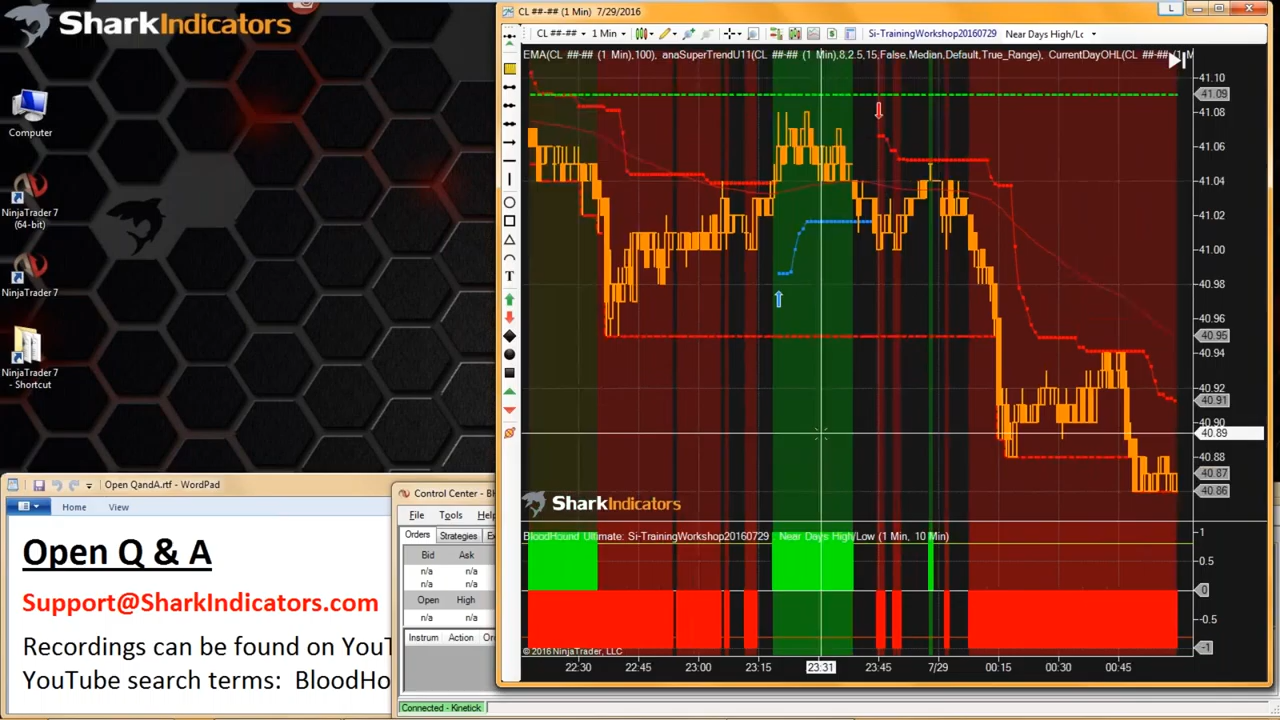 SharkIndicators
Computer
NinjaTrader 7
(64-bit)
NinjaTrader 7
NinjaTrader 7
- Shortcut
CL ##-## (1 Min) 7/29/2016
L
CL ##-##
1 Min
Si-TrainingWorkshop20160729
Near Days High/Lc
EMA(CL ##-## (1 Min),100), anaSuperTrendU11(CL ##-## (1 Min),8,2.5,15,False,Median,Default,True_Range), CurrentDayOHL(CL ##-## (1 M
41.10
41.09
41.08
41.06
41.04
41.02
41.00
40.98
40.96
40.95
40.94
40.92
40.91
40.90
40.89
40.88
40.87
40.86
T
SharkIndicators
BloodHound Ultimate: Si-TrainingWorkshop20160729 Near Days High/Low (1 Min, 10 Min)
1
0.5
0
-0.5
-1
© 2016 NinjaTrader, LLC
22:30 22:45 23:00 23:15 23:31 23:45 7/29 00:15 00:30 00:45
Open QandA.rtf - WordPad
Home View
Open Q & A
Support@SharkIndicators.com
Recordings can be found on YouT
YouTube search terms: BloodHo
Control Center - Bl
File Tools Help
Orders Strategies Ex
Bid Ask
n/a n/a
n/a n/a
Open High
n/a n/a
Instrum Action Or
Connected - Kinetick